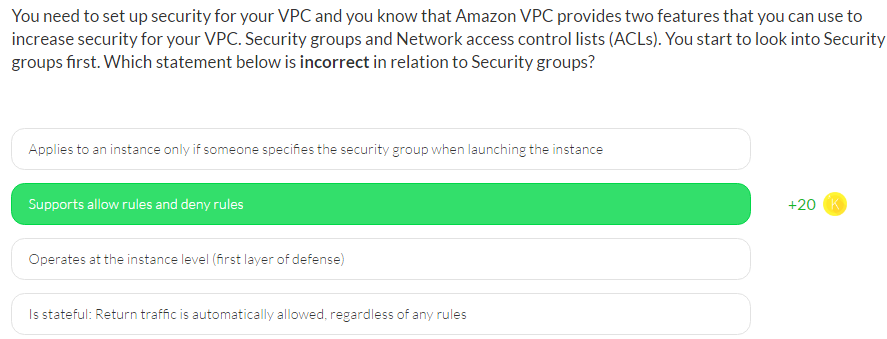 You need to set up security for your VPC and you know that Amazon VPC provides two features that you can use to
increase security for your VPC. Security groups and Network access control lists (ACLs). You start to look into Security
groups first. Which statement below is incorrect in relation to Security groups?
Applies to an instance only if someone specifies the security group when launching the instance
Supports allow rules and deny rules
+20 K
Operates at the instance level (first layer of defense)
Is stateful: Return traffic is automatically allowed, regardless of any rules